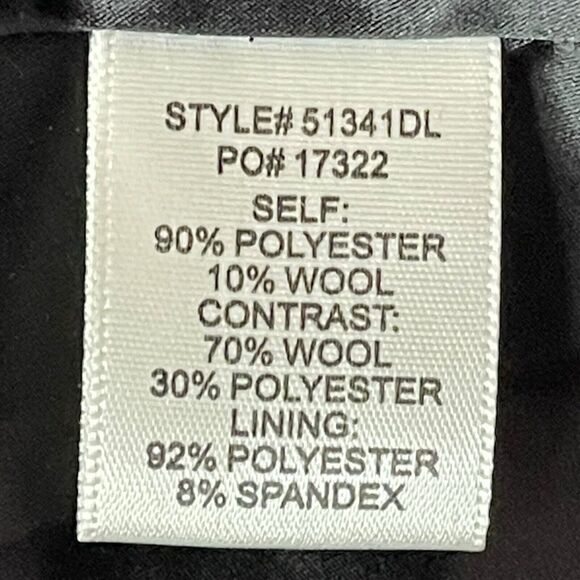 STYLE# 51341DL
PO# 17322
SELF:
90% POLYESTER
10% WOOL
CONTRAST:
70% WOOL
30% POLYESTER
LINING:
92% POLYESTER
8% SPANDEX